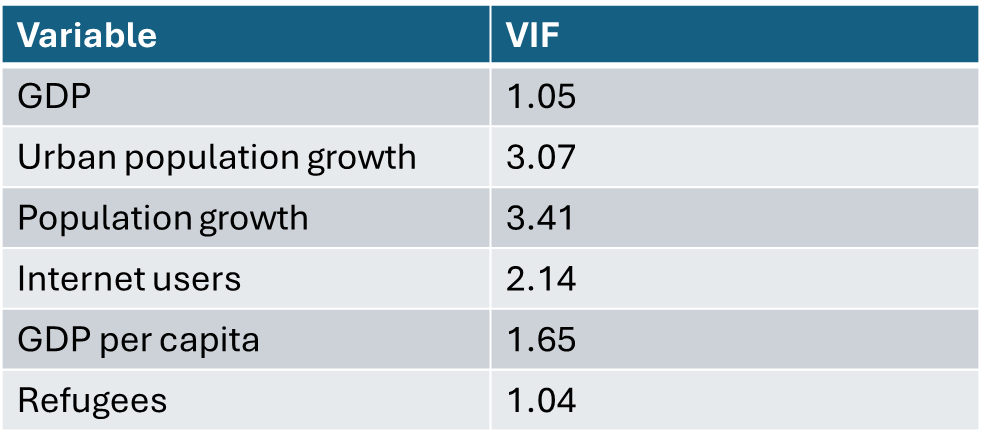 Variable VIF
GDP 1.05
Urban population growth 3.07
Population growth 3.41
Internet users 2.14
GDP per capita 1.65
Refugees 1.04